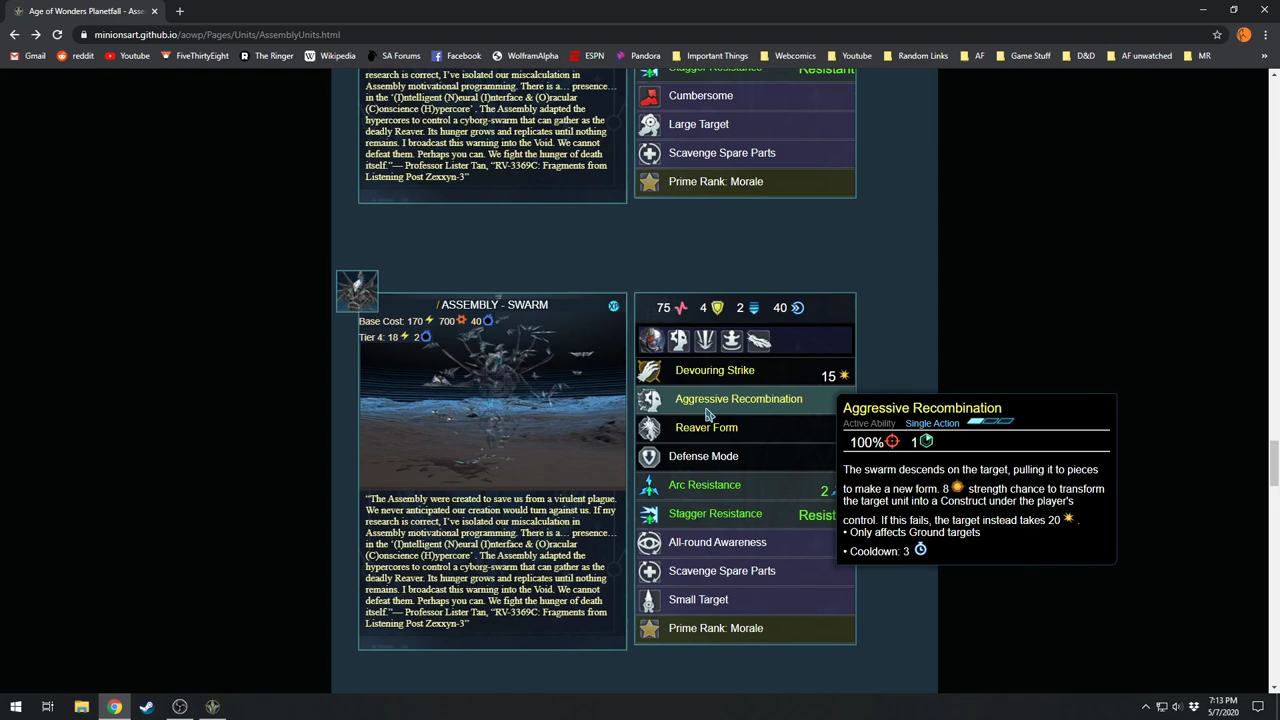 Age of Wonders Planetfall - Asse
minionsart.github.io/aowp/Pages/Units/AssemblyUnits.html
Gmail reddit Youtube FiveThirtyEight The Ringer Wikipedia SA Forums Facebook WolframAlpha ESPN Pandora Important Things Webcomics Youtube Random Links AF Game Stuff D&D AF unwatched MR
research is correct, I've isolated our miscalculation in
Assembly motivational programming. There is a… presence…
in the ‘(I)ntelligent (N)eural (I)nterface & (O)racular
(C)onscience (H)ypercore’ . The Assembly adapted the
hypercores to control a cyborg-swarm that can gather as the
deadly Reaver. Its hunger grows and replicates until nothing
remains. I broadcast this warning into the Void. We cannot
defeat them. Perhaps you can. We fight the hunger of death
itself.”— Professor Lister Tan, “RV-3369C: Fragments from
Listening Post Zexxyn-3”
Stagger Resistance Resistant
Cumbersome
Large Target
Scavenge Spare Parts
Prime Rank: Morale
/ ASSEMBLY - SWARM
Base Cost: 170 700 40
Tier 4: 18 2
“The Assembly were created to save us from a virulent plague.
We never anticipated our creation would turn against us. If my
research is correct, I've isolated our miscalculation in
Assembly motivational programming. There is a… presence…
in the ‘(I)ntelligent (N)eural (I)nterface & (O)racular
(C)onscience (H)ypercore’ . The Assembly adapted the
hypercores to control a cyborg-swarm that can gather as the
deadly Reaver. Its hunger grows and replicates until nothing
remains. I broadcast this warning into the Void. We cannot
defeat them. Perhaps you can. We fight the hunger of death
itself.”— Professor Lister Tan, “RV-3369C: Fragments from
Listening Post Zexxyn-3”
75 4 2 40
Devouring Strike 15
Aggressive Recombination
Reaver Form
Defense Mode
Arc Resistance 2
Stagger Resistance Resist
All-round Awareness
Scavenge Spare Parts
Small Target
Prime Rank: Morale
Aggressive Recombination
Active Ability Single Action
100% 1
The swarm descends on the target, pulling it to pieces
to make a new form. 8 strength chance to transform
the target unit into a Construct under the player's
control. If this fails, the target instead takes 20 .
• Only affects Ground targets
• Cooldown: 3
7:13 PM
5/7/2020